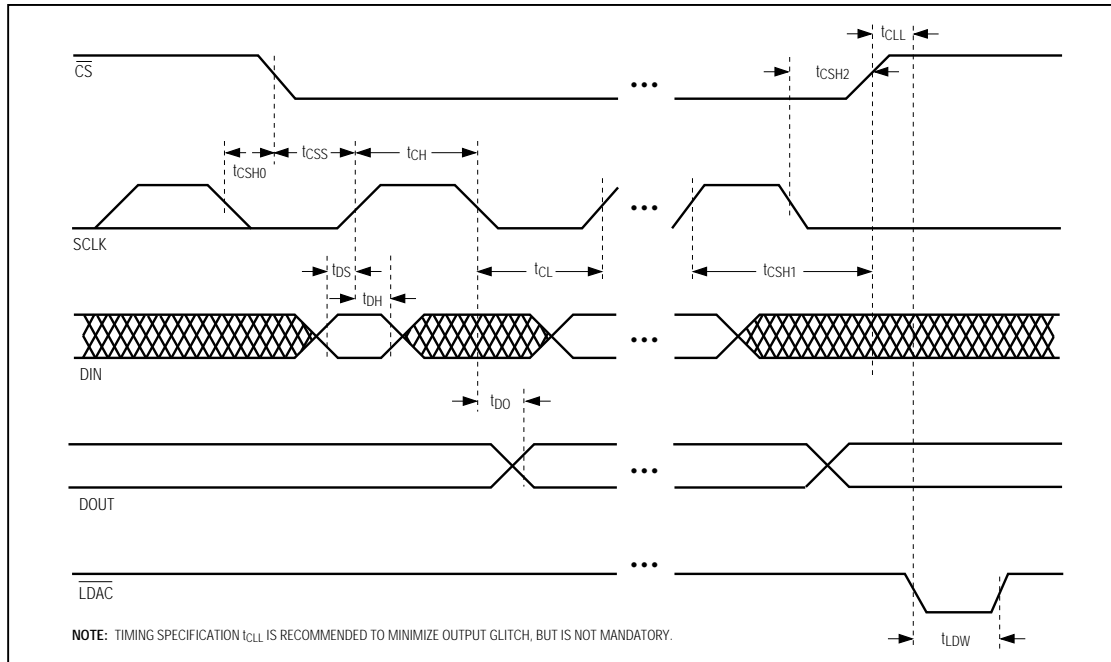 tCLL
CS
tCSH2
•••
tCSH0
tCSS
tCH
•••
SCLK
tDS
tCL
tCSH1
tDH
•••
DIN
tDO
•••
DOUT
•••
LDAC
NOTE: TIMING SPECIFICATION tCLL IS RECOMMENDED TO MINIMIZE OUTPUT GLITCH, BUT IS NOT MANDATORY.
tLDW